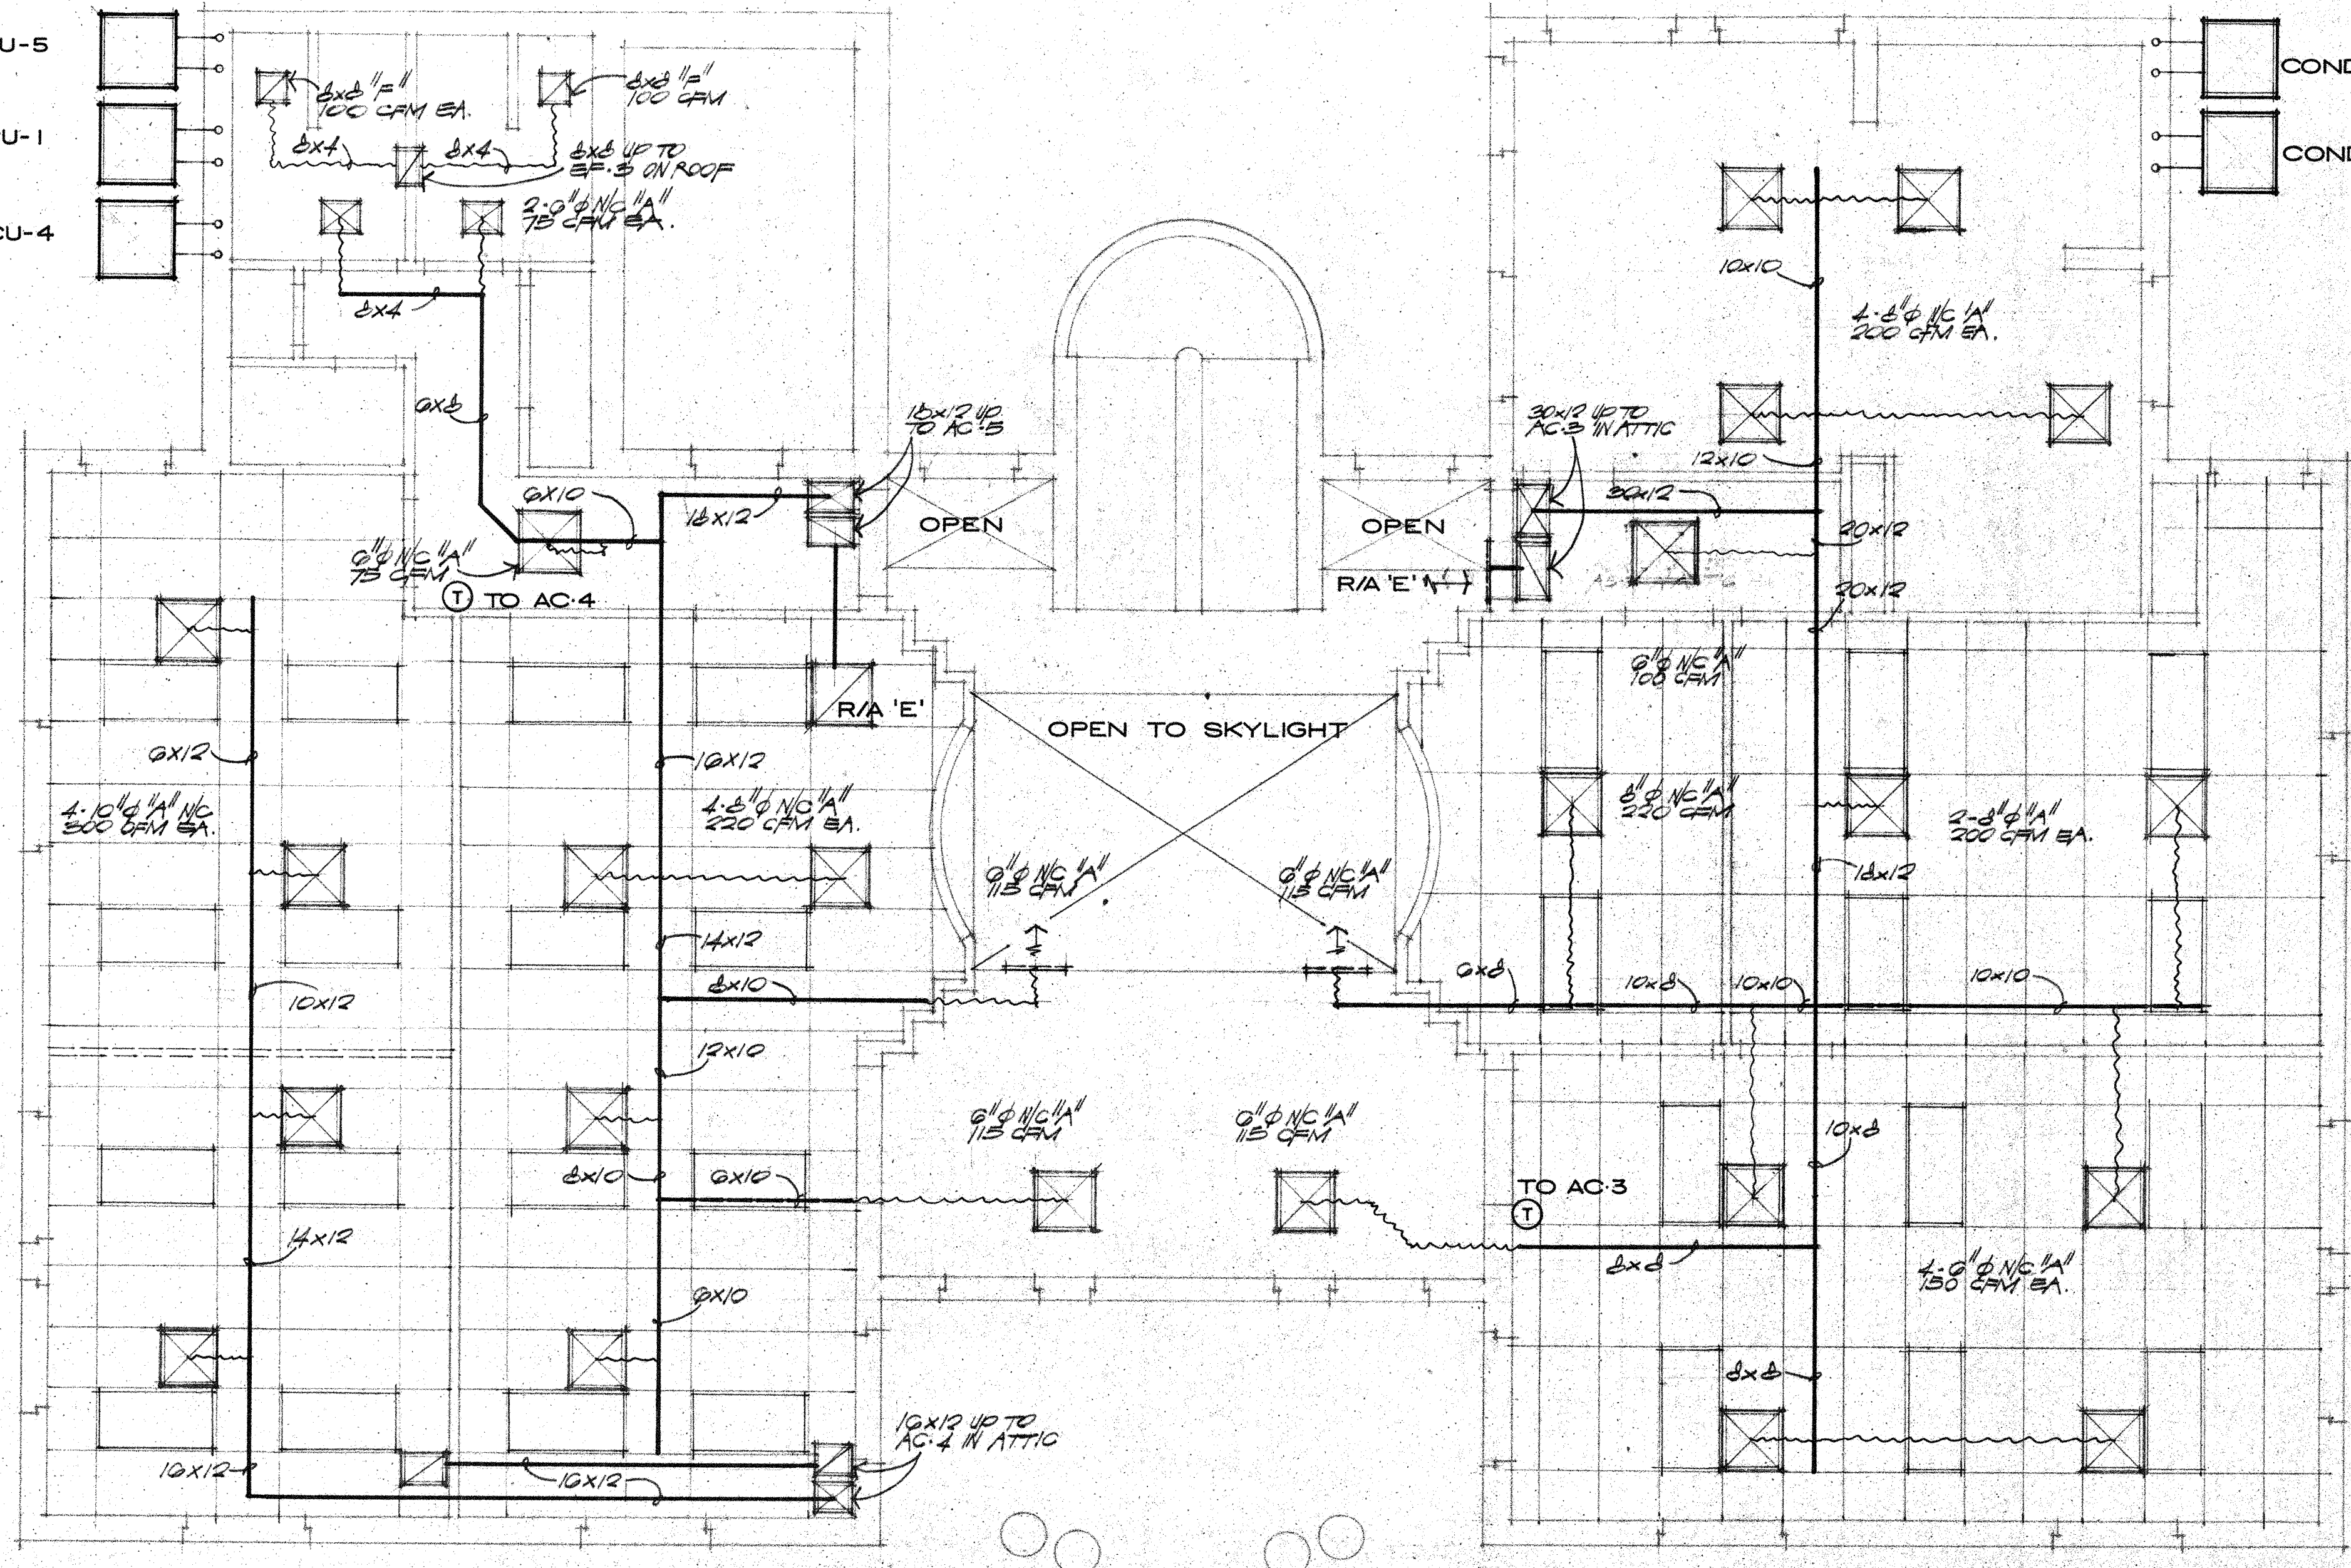 U-5
U-1
CU-4
8x8 "F"
100 CFM EA.
8x8 "F"
100 CFM
8x4
8x4
8x8 UP TO
EF-3 ON ROOF
2-6"φ N/C "A"
75 CFM EA.
8x4
6x8
6x10
18x12
18x12 UP
TO AC-5
6"φ N/C "A"
75 CFM
T TO AC-4
OPEN
OPEN
R/A 'E'
30x12 UP TO
AC-3 IN ATTIC
30x12
COND
COND
10x10
4-8"φ N/C "A"
200 CFM EA.
12x10
20x12
20x12
6"φ N/C "A"
100 CFM
R/A 'E'
OPEN TO SKYLIGHT
6x12
16x12
4-10"φ "A" N/C
300 CFM EA.
4-8"φ N/C "A"
220 CFM EA.
8"φ N/C "A"
220 CFM
2-8"φ "A"
200 CFM EA.
6"φ N/C "A"
115 CFM
6"φ N/C "A"
115 CFM
18x12
14x12
8x10
10x12
6x8
10x8
10x10
10x10
12x10
6"φ N/C "A"
115 CFM
6"φ N/C "A"
115 CFM
10x8
8x10
6x10
TO AC-3
T
14x12
8x8
4-6"φ N/C "A"
150 CFM EA.
6x10
8x8
16x12 UP TO
AC-4 IN ATTIC
16x12
16x12